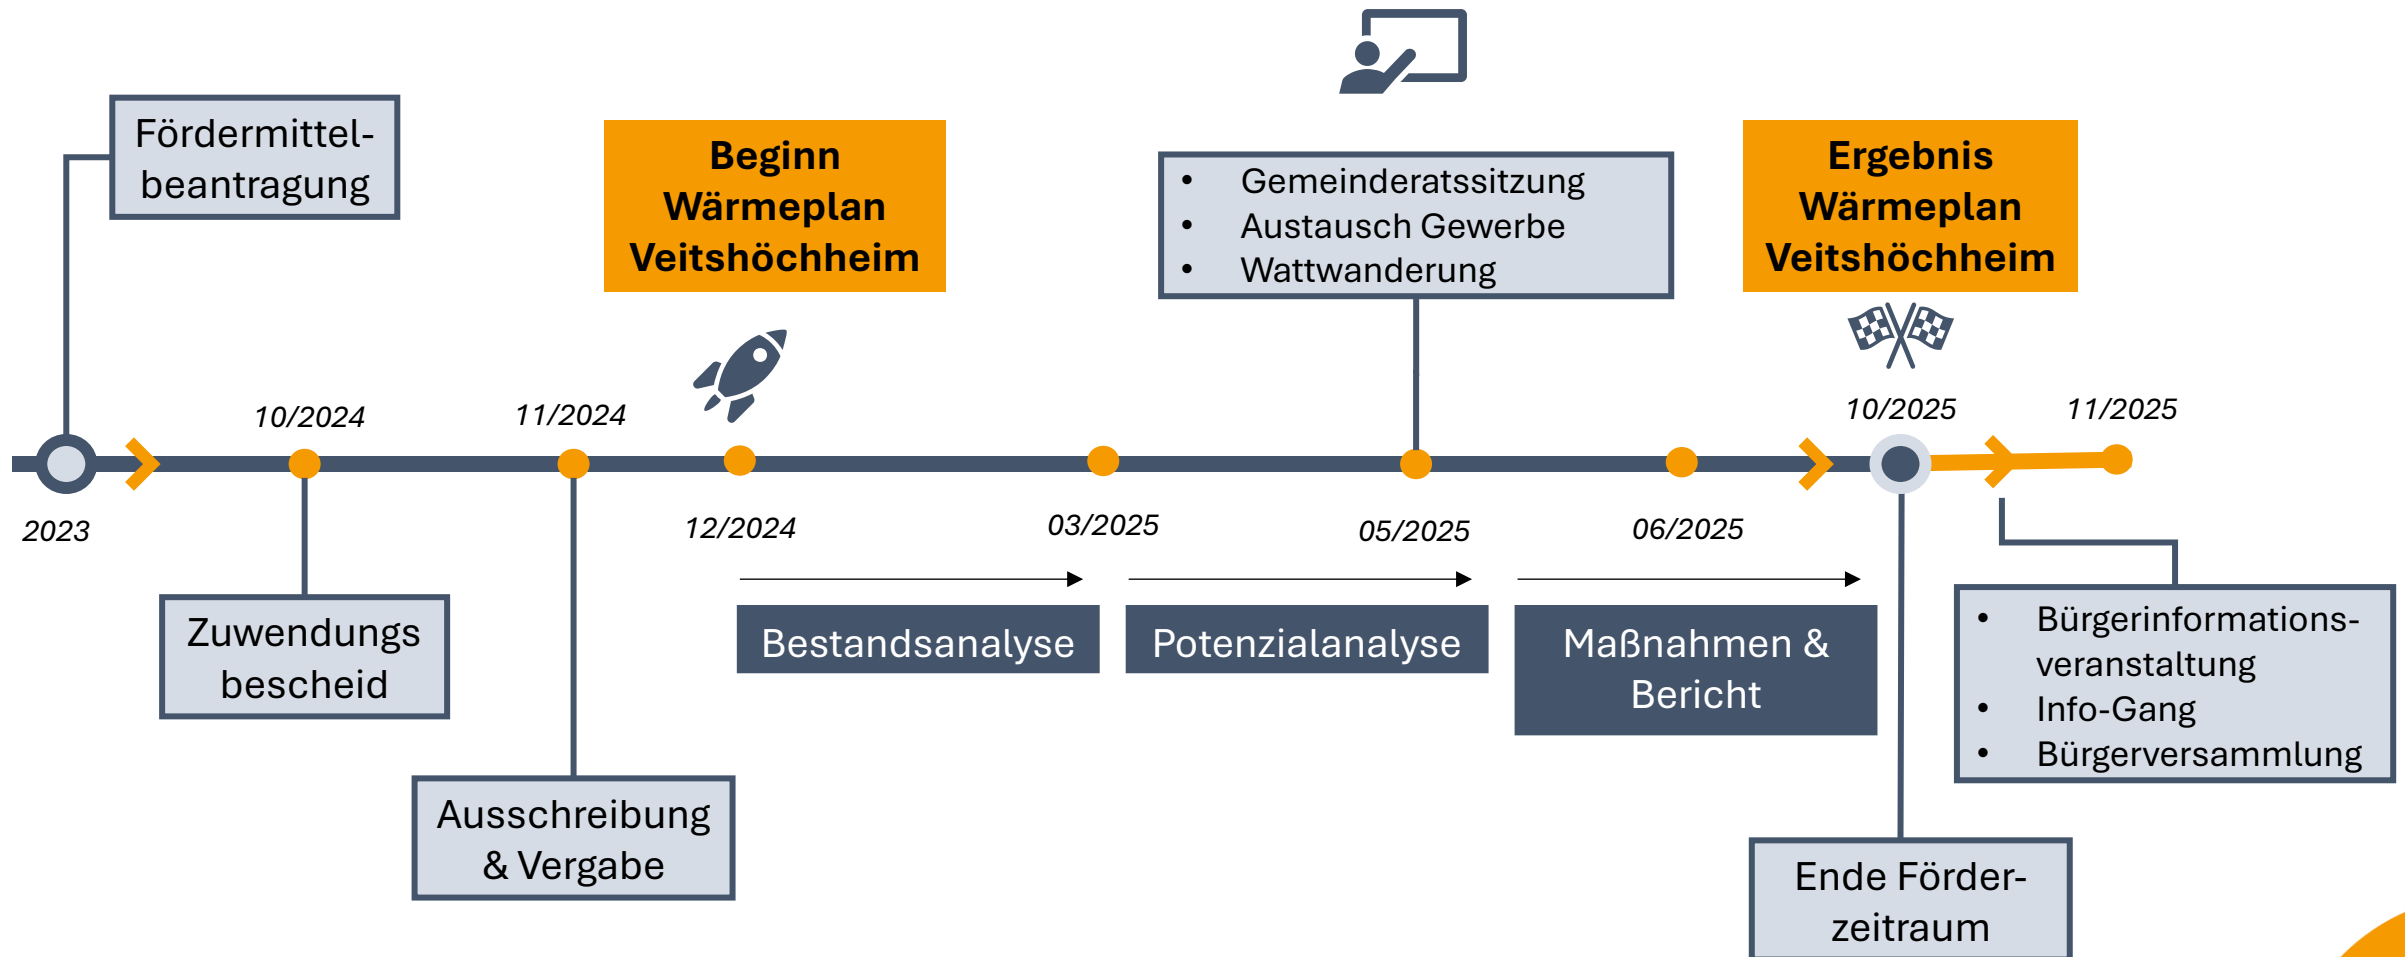 Fördermittel-
beantragung
Beginn
Wärmeplan
Veitshöchheim
• Gemeinderatssitzung
• Austausch Gewerbe
• Wattwanderung
Ergebnis
Wärmeplan
Veitshöchheim
10/2024
11/2024
10/2025
11/2025
2023
12/2024
03/2025
05/2025
06/2025
Zuwendungs
bescheid
Bestandsanalyse
Potenzialanalyse
Maßnahmen &
Bericht
• Bürgerinformations-
veranstaltung
• Info-Gang
• Bürgerversammlung
Ausschreibung
& Vergabe
Ende Förder-
zeitraum